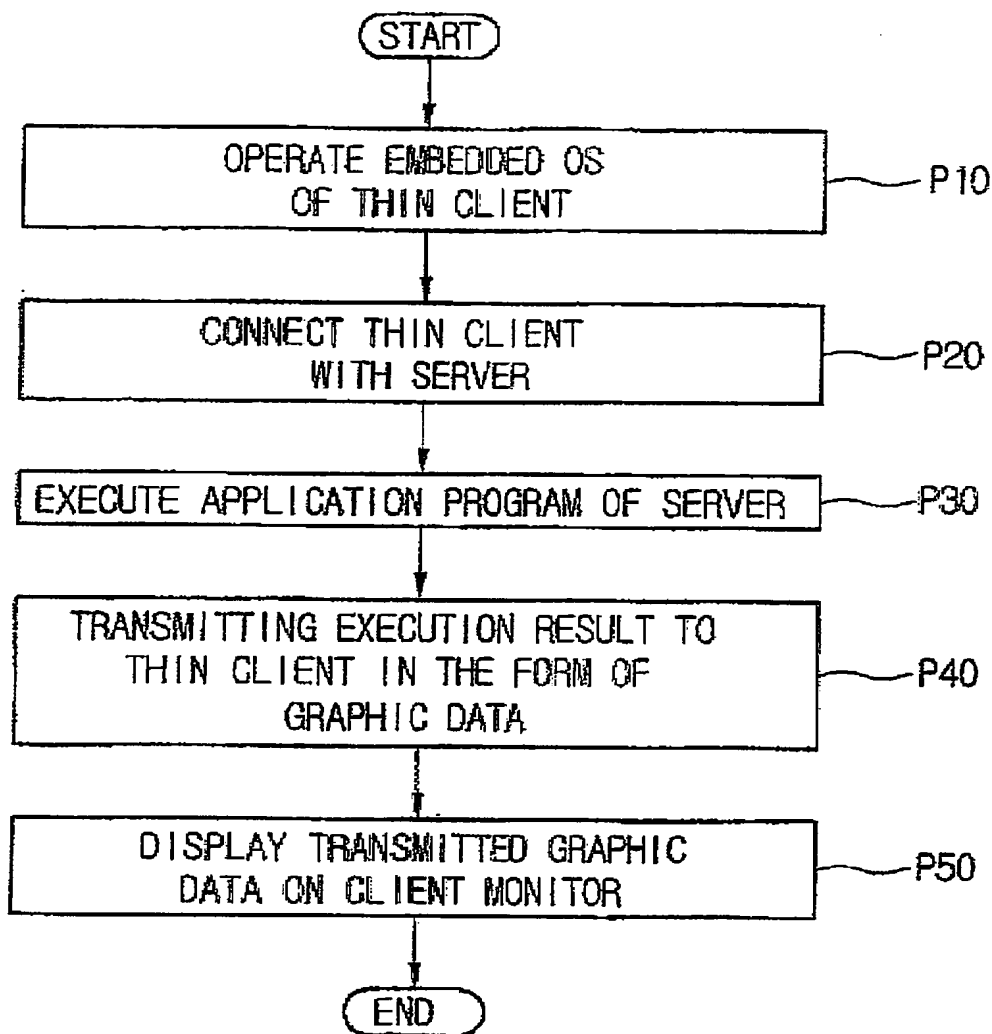 START
OPERATE EMBEDDED OS
OF THIN CLIENT
P10
CONNECT THIN CLIENT
WITH SERVER
P20
EXECUTE APPLICATION PROGRAM OF SERVER
P30
TRANSMITTING EXECUTION RESULT TO
THIN CLIENT IN THE FORM OF
GRAPHIC DATA
P40
DISPLAY TRANSMITTED GRAPHIC
DATA ON CLIENT MONITOR
P50
END